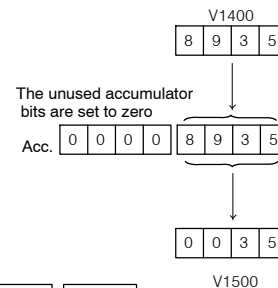 V1400
8 9 3 5
The unused accumulator
bits are set to zero
Acc. 0 0 0 0 8 9 3 5
0 0 3 5
V1500